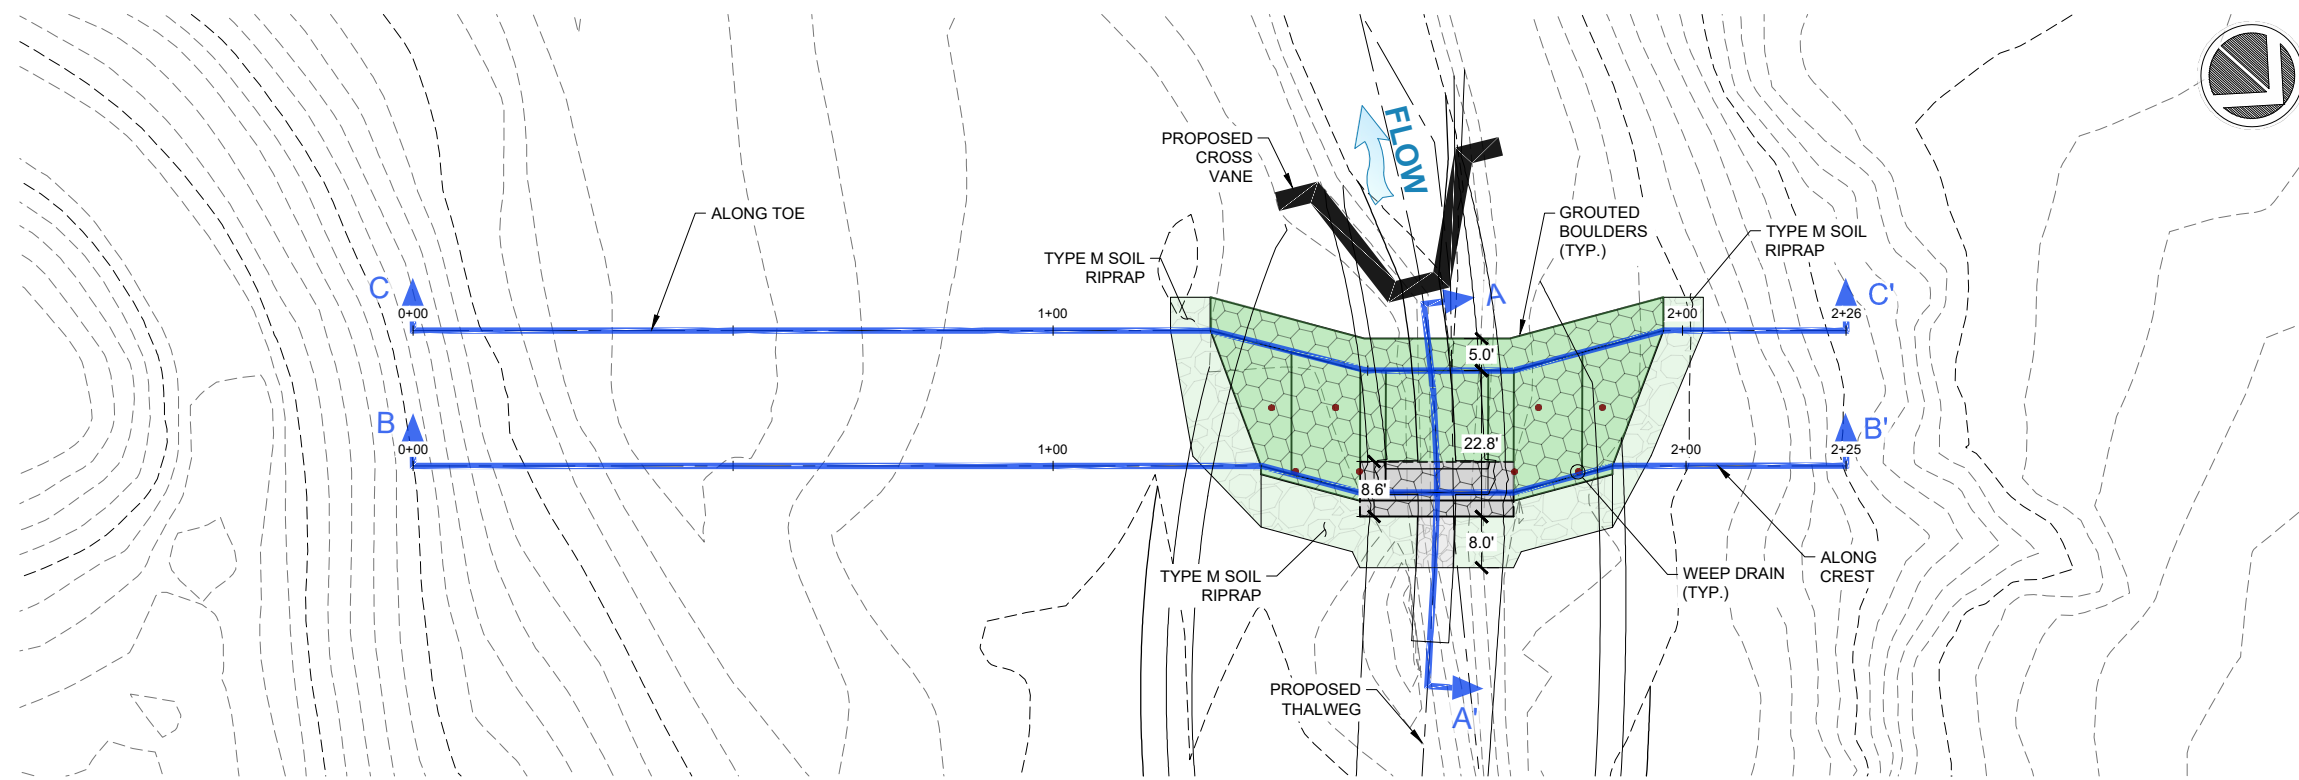 PROPOSED
CROSS
VANE
FLOW
ALONG TOE
GROUTED
BOULDERS
(TYP.)
TYPE M SOIL
RIPRAP
TYPE M SOIL
RIPRAP
C
0+00
1+00
A
2+00
C'
2+26
5.0'
B
0+00
1+00
22.8'
2+00
B'
2+25
8.6'
8.0'
TYPE M SOIL
RIPRAP
WEEP DRAIN
(TYP.)
ALONG
CREST
PROPOSED
THALWEG
A'